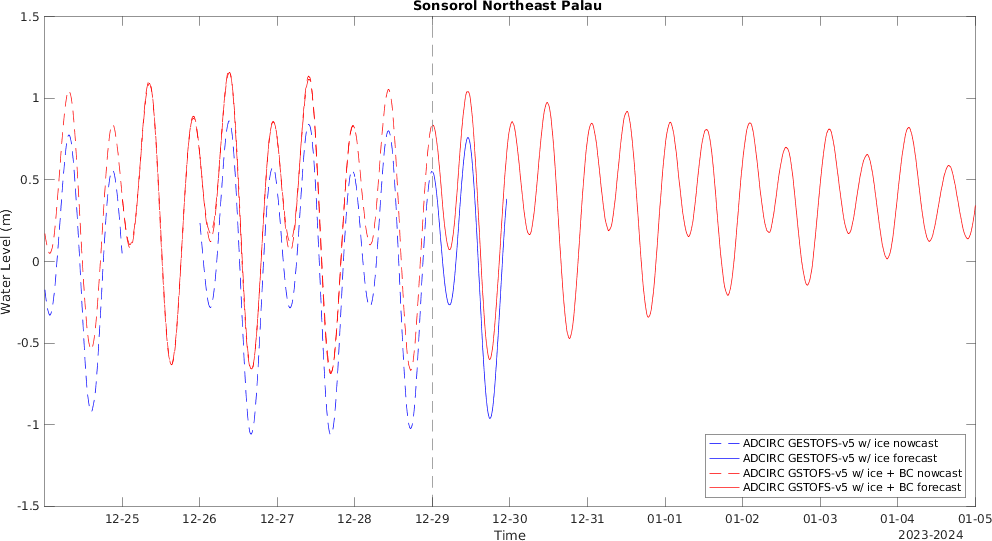 Sonsorol Northeast Palau
1.5
1
0.5
0
-0.5
-1
-1.5
Water Level (m)
ADCIRC GESTOFS-v5 w/ ice nowcast
ADCIRC GESTOFS-v5 w/ ice forecast
ADCIRC GSTOFS-v5 w/ ice + BC nowcast
ADCIRC GSTOFS-v5 w/ ice + BC forecast
12-25 12-26 12-27 12-28 12-29 12-30 12-31 01-01 01-02 01-03 01-04 01-05
Time
2023-2024